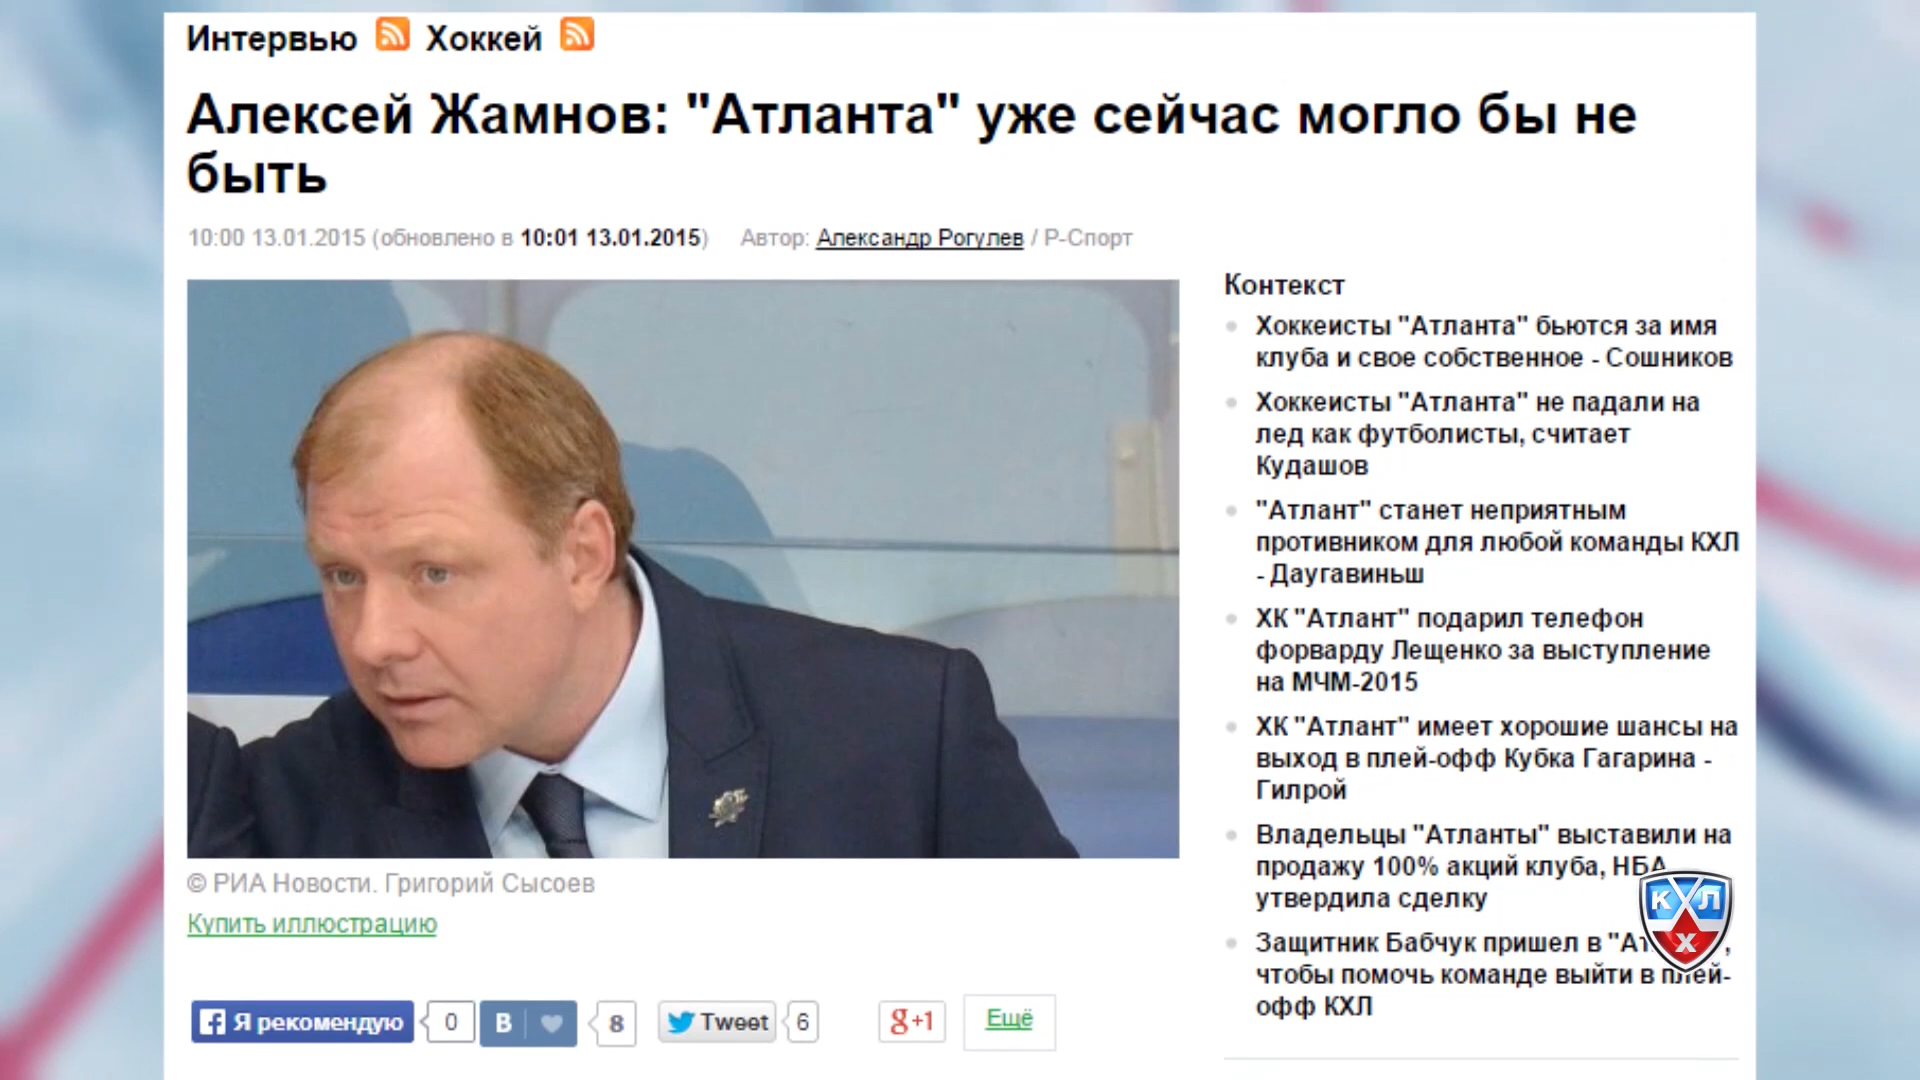 Интервью Хоккей
Алексей Жамнов: "Атланта" уже сейчас могло бы не
быть
10:00 13.01.2015 (обновлено в 10:01 13.01.2015) Автор: Александр Рогулев / Р-Спорт
© РИА Новости. Григорий Сысоев
Купить иллюстрацию
Я рекомендую 0 В 8 Tweet 6 g+1 Ещё
Контекст
Хоккеисты "Атланта" бьются за имя
клуба и свое собственное - Сошников
Хоккеисты "Атланта" не падали на
лед как футболисты, считает
Кудашов
"Атлант" станет неприятным
противником для любой команды КХЛ
- Даугавиньш
ХК "Атлант" подарил телефон
форварду Лещенко за выступление
на МЧМ-2015
ХК "Атлант" имеет хорошие шансы на
выход в плей-офф Кубка Гагарина -
Гилрой
Владельцы "Атланты" выставили на
продажу 100% акций клуба, НБА
утвердила сделку
Защитник Бабчук пришел в
чтобы помочь команде выйти в плей-
офф КХЛ
КХЛ